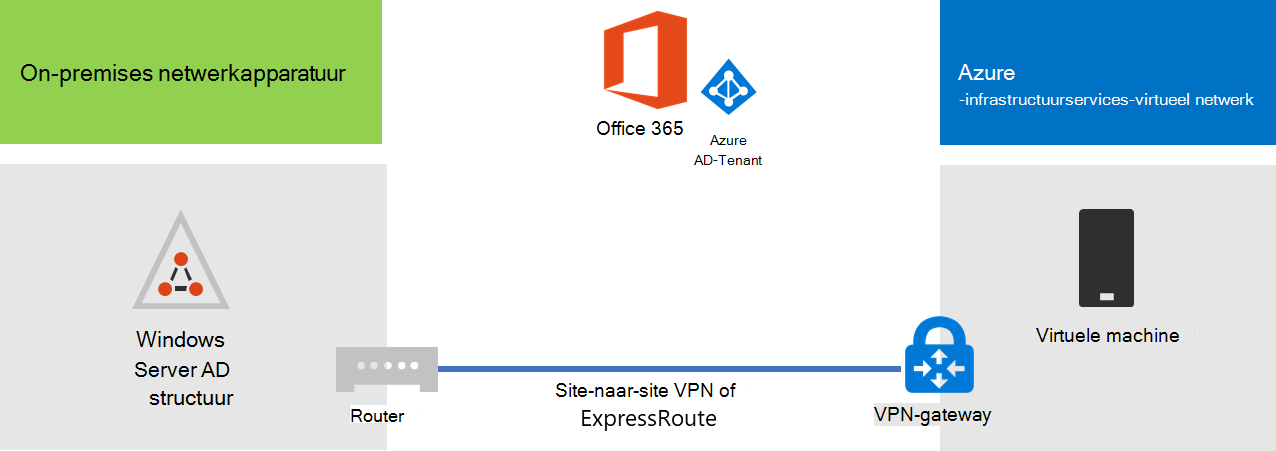 On-premises netwerkapparatuur
Office 365
Azure
AD-Tenant
Azure
-infrastructuurservices-virtueel netwerk
Windows
Server AD
structuur
Router
Site-naar-site VPN of
ExpressRoute
VPN-gateway
Virtuele machine